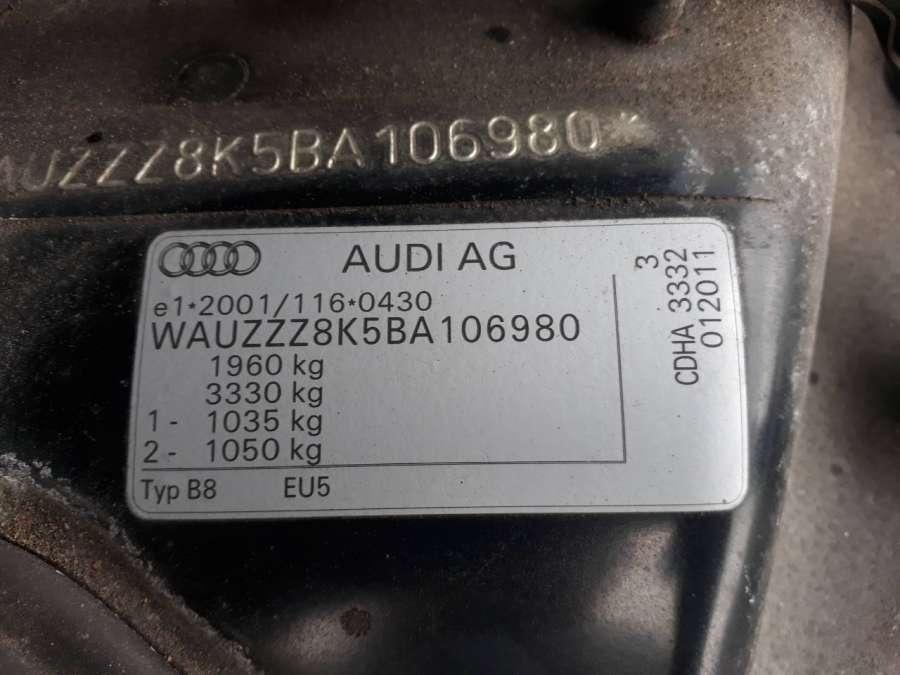 WAUZZZ8K5BA106980*
AUDI AG
e1*2001/116*0430
WAUZZZ8K5BA106980
1960 kg
3330 kg
1 - 1035 kg
2 - 1050 kg
Typ B8 EU5
3
CDHA 3332
012011